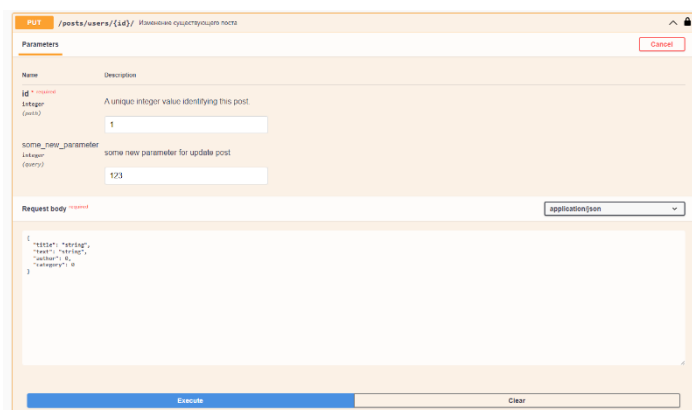 PUT /posts/users/{id}/ Изменение существующего поста
Parameters Cancel
Name Description
id * required
integer
(path)
A unique integer value identifying this post.
1
some_new_parameter
integer
(query)
some new parameter for update post
123
Request body required application/json
{
"title": "string",
"text": "string",
"author": 0,
"category": 0
}
Execute Clear